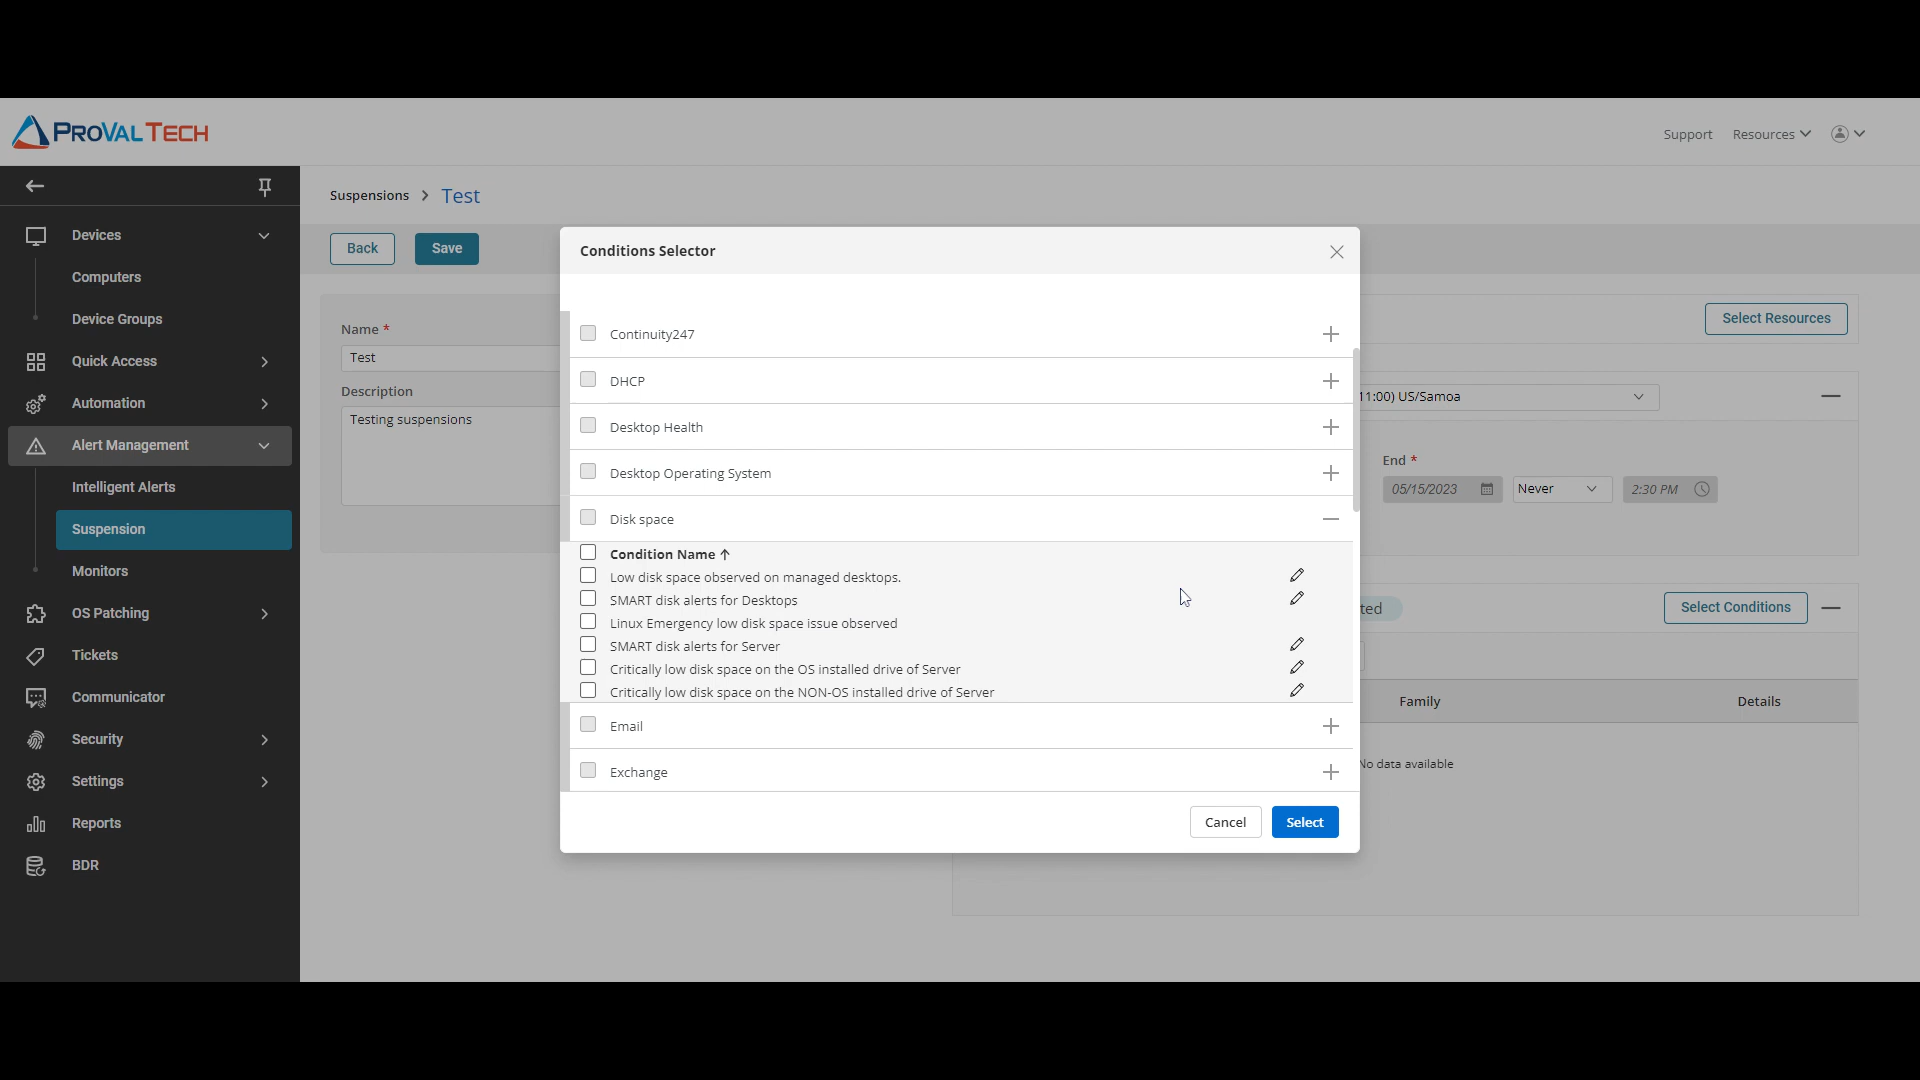 PROVAL TECH
Support
Resources
Suspensions > Test
Back
Save
Devices
Computers
Device Groups
Quick Access
Automation
Alert Management
Intelligent Alerts
Suspension
Monitors
OS Patching
Tickets
Communicator
Security
Settings
Reports
BDR
Name *
Test
Description
Testing suspensions
Conditions Selector
Continuity247
DHCP
Desktop Health
Desktop Operating System
Disk space
Condition Name ↑
Low disk space observed on managed desktops.
SMART disk alerts for Desktops
Linux Emergency low disk space issue observed
SMART disk alerts for Server
Critically low disk space on the OS installed drive of Server
Critically low disk space on the NON-OS installed drive of Server
Email
Exchange
Cancel
Select
Select Resources
11:00) US/Samoa
End *
05/15/2023
Never
2:30 PM
ted
Select Conditions
Family
Details
No data available